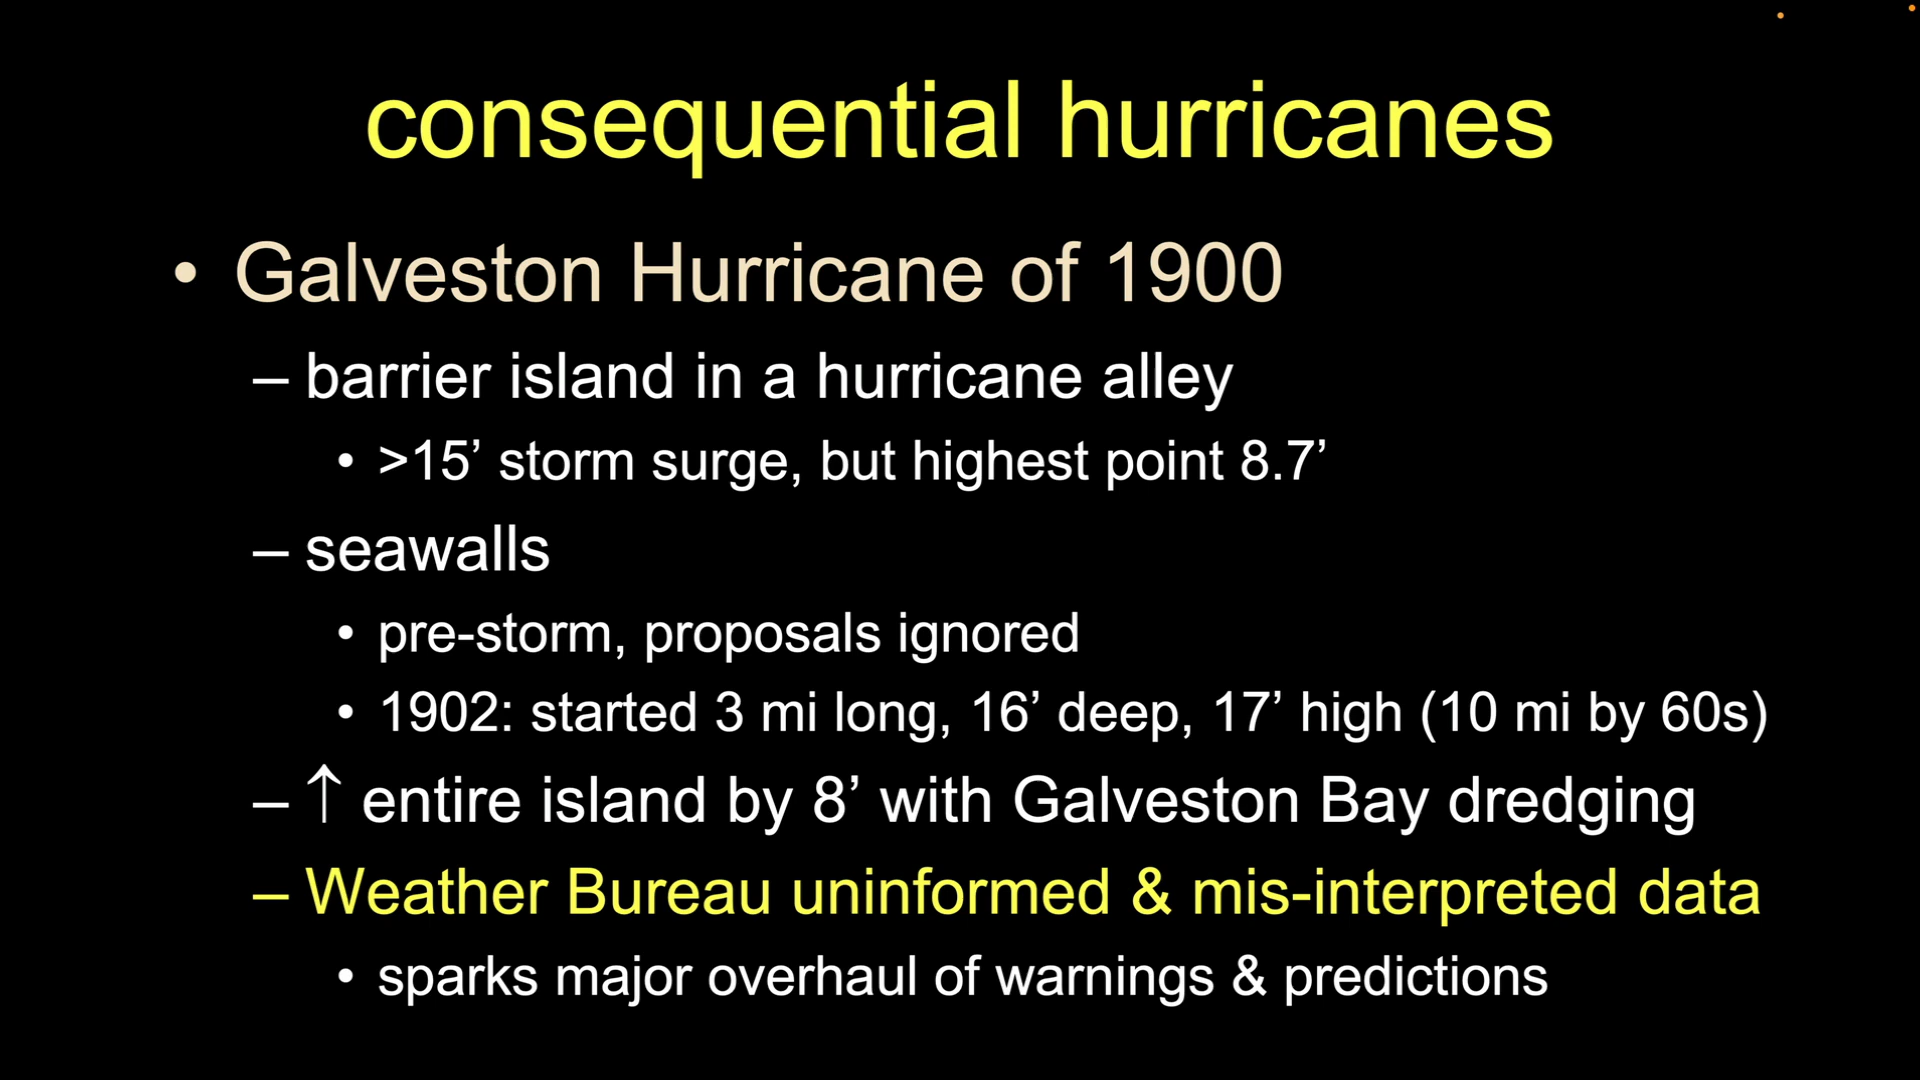 consequential hurricanes
• Galveston Hurricane of 1900
– barrier island in a hurricane alley
• >15’ storm surge, but highest point 8.7’
– seawalls
• pre-storm, proposals ignored
• 1902: started 3 mi long, 16’ deep, 17’ high (10 mi by 60s)
– ↑ entire island by 8’ with Galveston Bay dredging
– Weather Bureau uninformed & mis-interpreted data
• sparks major overhaul of warnings & predictions